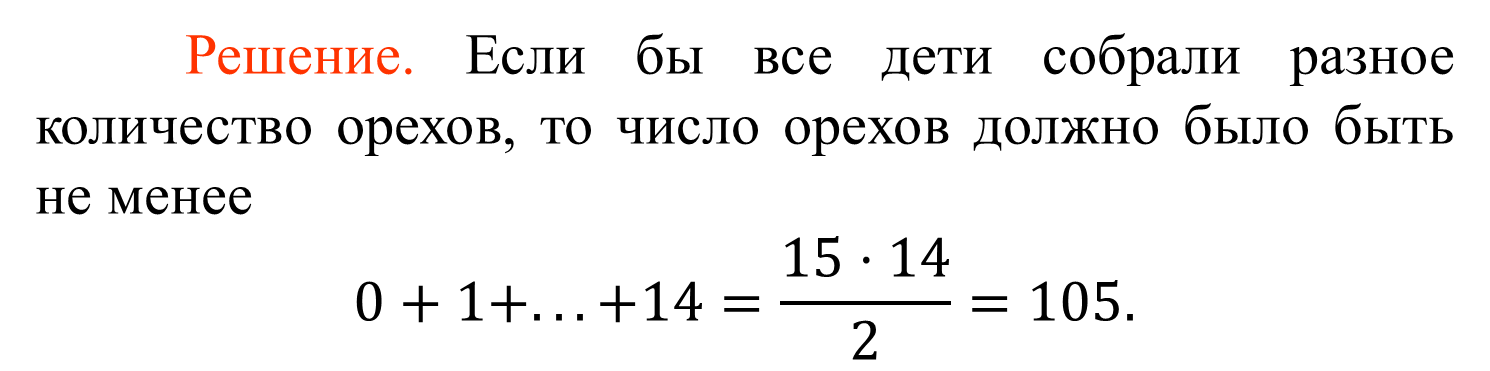 Решение. Если бы все дети собрали разное
количество орехов, то число орехов должно было быть
не менее
0 + 1+…+14 = \frac{15 · 14}{2} = 105.